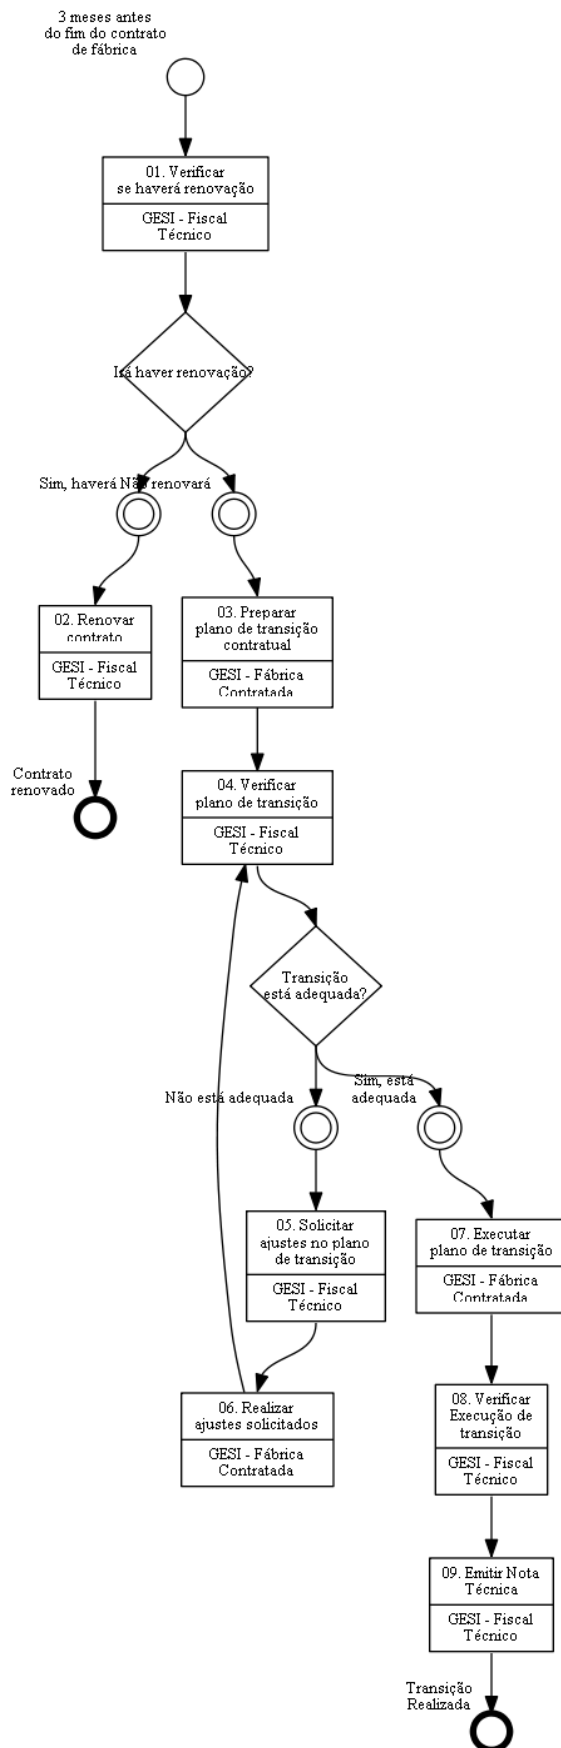 3 meses antes
do fim do contrato
de fábrica
01. Verificar
se haverá renovação
GESI - Fiscal
Técnico
Irá haver renovação?
Sim, haverá
Não renovará
02. Renovar
contrato
GESI - Fiscal
Técnico
03. Preparar
plano de transição
contratual
GESI - Fábrica
Contratada
Contrato
renovado
04. Verificar
plano de transição
GESI - Fiscal
Técnico
Transição
está adequada?
Não está adequada
Sim, está
adequada
05. Solicitar
ajustes no plano
de transição
GESI - Fiscal
Técnico
07. Executar
plano de transição
GESI - Fábrica
Contratada
06. Realizar
ajustes solicitados
GESI - Fábrica
Contratada
08. Verificar
Execução de
transição
GESI - Fiscal
Técnico
09. Emitir Nota
Técnica
GESI - Fiscal
Técnico
Transição
Realizada